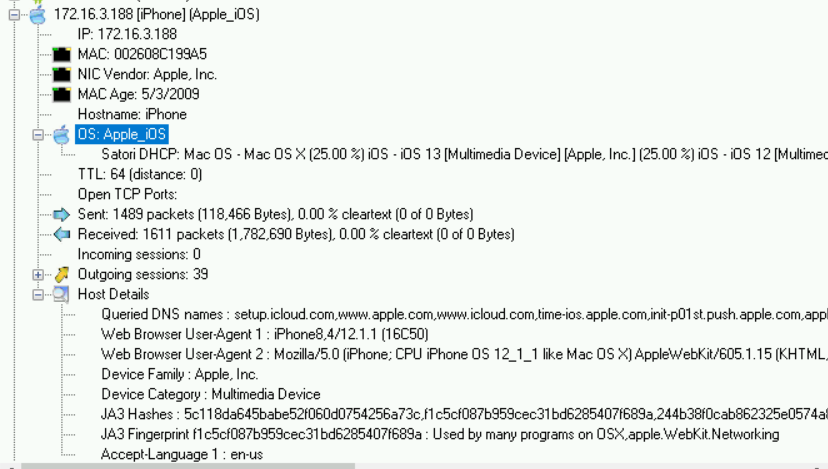 172.16.3.188 [iPhone] (Apple_iOS)
IP: 172.16.3.188
MAC: 002608C199A5
NIC Vendor: Apple, Inc.
MAC Age: 5/3/2009
Hostname: iPhone
OS: Apple_iOS
Satori DHCP: Mac OS - Mac OS X (25.00 %) iOS - iOS 13 [Multimedia Device] [Apple, Inc.] (25.00 %) iOS - iOS 12 [Multimed
TTL: 64 (distance: 0)
Open TCP Ports:
Sent: 1489 packets (118,466 Bytes), 0.00 % cleartext (0 of 0 Bytes)
Received: 1611 packets (1,782,690 Bytes), 0.00 % cleartext (0 of 0 Bytes)
Incoming sessions: 0
Outgoing sessions: 39
Host Details
Queried DNS names : setup.icloud.com,www.apple.com,www.icloud.com,time-ios.apple.com,init-p01st.push.apple.com,appl
Web Browser User-Agent 1 : iPhone8,4/12.1.1 (16C50)
Web Browser User-Agent 2 : Mozilla/5.0 (iPhone; CPU iPhone OS 12_1_1 like Mac OS X) AppleWebKit/605.1.15 (KHTML,
Device Family : Apple, Inc.
Device Category : Multimedia Device
JA3 Hashes : 5c118da645babe52f060d0754256a73c,f1c5cf087b959cec31bd6285407f689a,244b38f0cab862325e0574a8
JA3 Fingerprint f1c5cf087b959cec31bd6285407f689a : Used by many programs on OSX,apple.WebKit.Networking
Accept-Language 1 : en-us